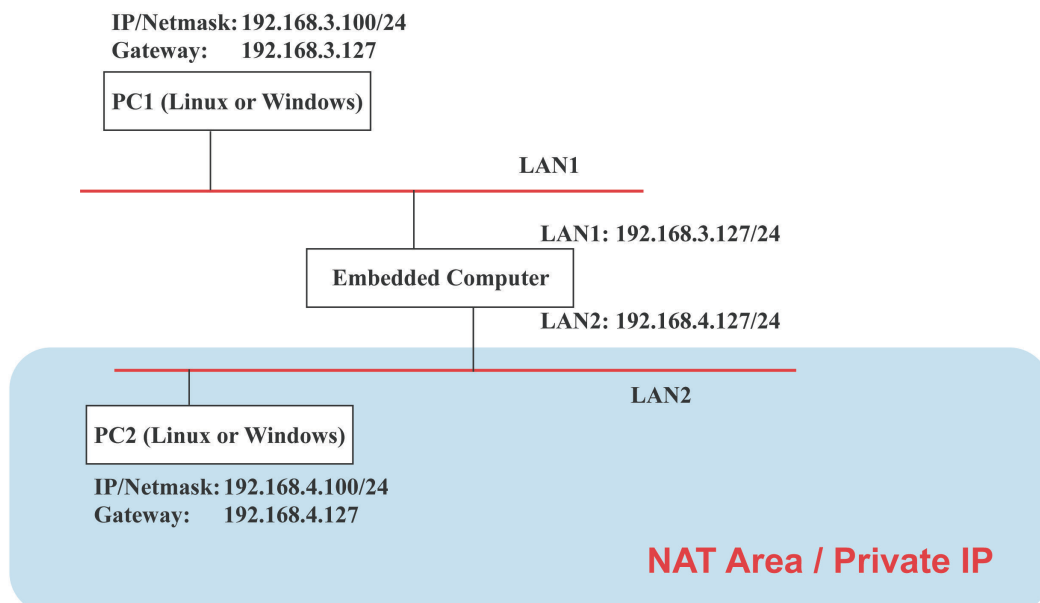 IP/Netmask: 192.168.3.100/24
Gateway: 192.168.3.127
PC1 (Linux or Windows)
LAN1
LAN1: 192.168.3.127/24
Embedded Computer
LAN2: 192.168.4.127/24
LAN2
PC2 (Linux or Windows)
IP/Netmask: 192.168.4.100/24
Gateway: 192.168.4.127
NAT Area / Private IP